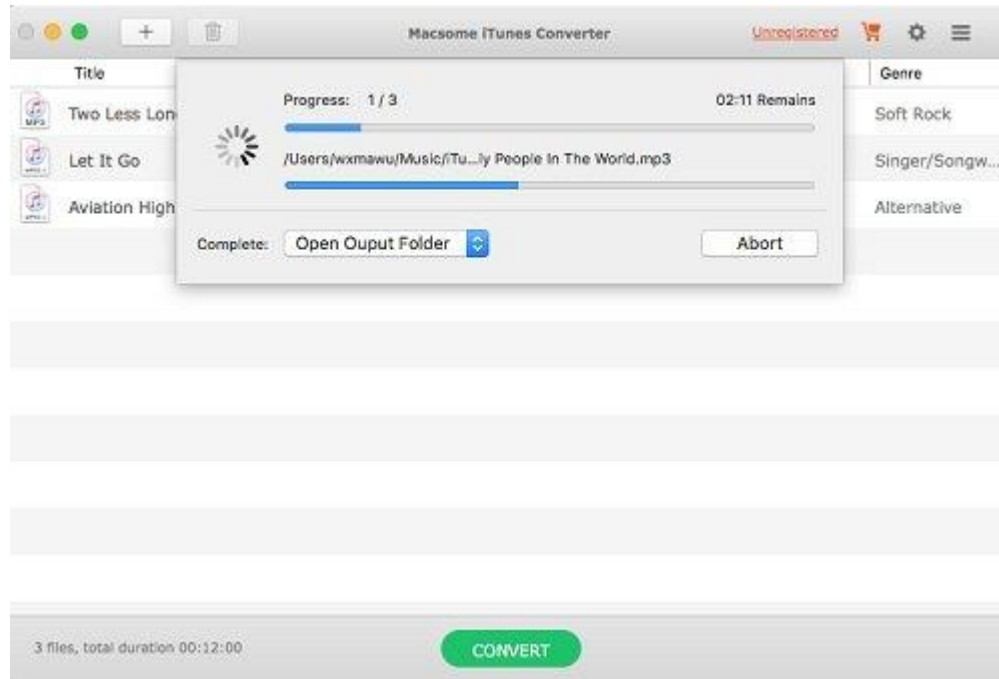 Macsome iTunes Converter
Unregistered
Title
Genre
Two Less Lon
Soft Rock
Let It Go
Singer/Songw...
Aviation High
Alternative
Progress: 1 / 3
02:11 Remains
/Users/wxmawu/Music/iTu...ly People In The World.mp3
Complete: Open Ouput Folder
Abort
3 files, total duration 00:12:00
CONVERT